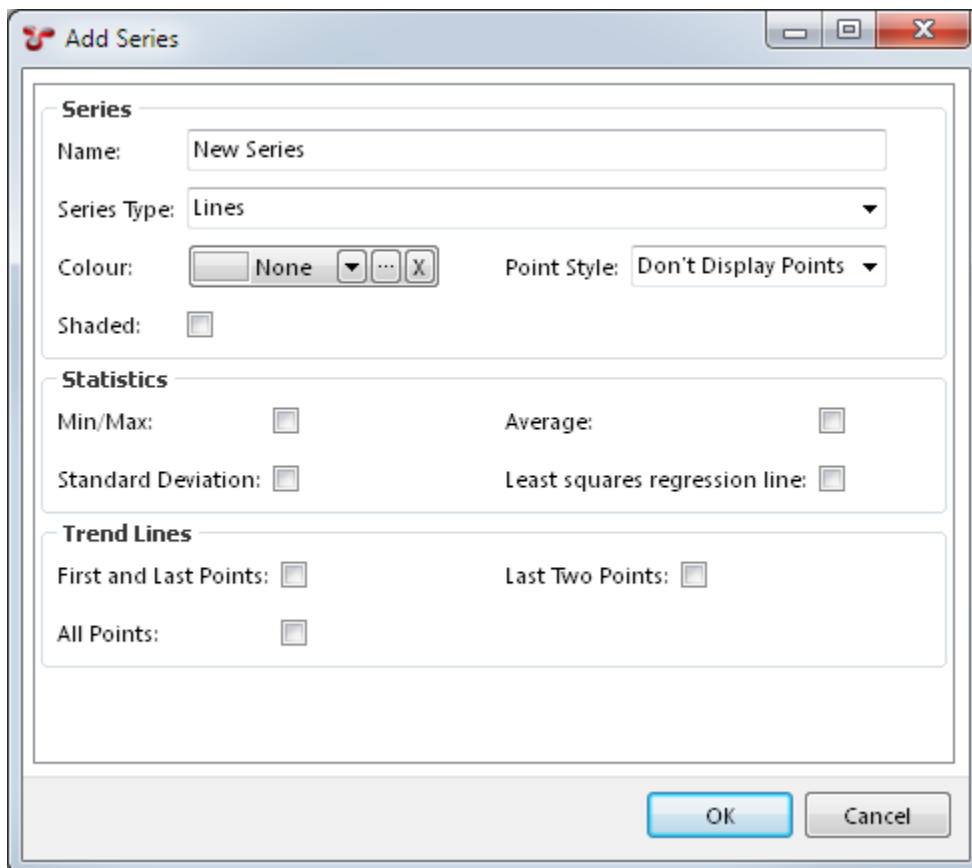 Add Series
Series
Name: New Series
Series Type: Lines
Colour: None ... X Point Style: Don't Display Points
Shaded:
Statistics
Min/Max: Average:
Standard Deviation: Least squares regression line:
Trend Lines
First and Last Points: Last Two Points:
All Points:
OK Cancel